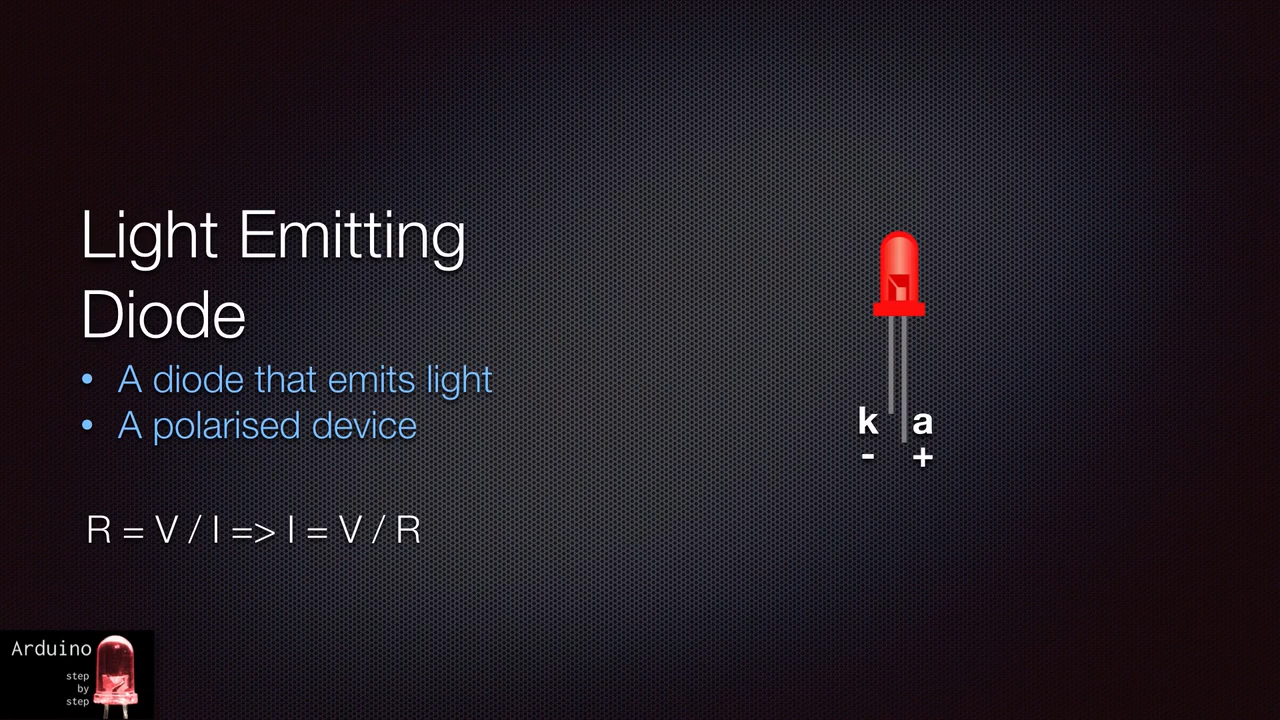 Light Emitting
Diode
• A diode that emits light
• A polarised device
R = V / I => I = V / R
k a
- +
Arduino
step
by
step